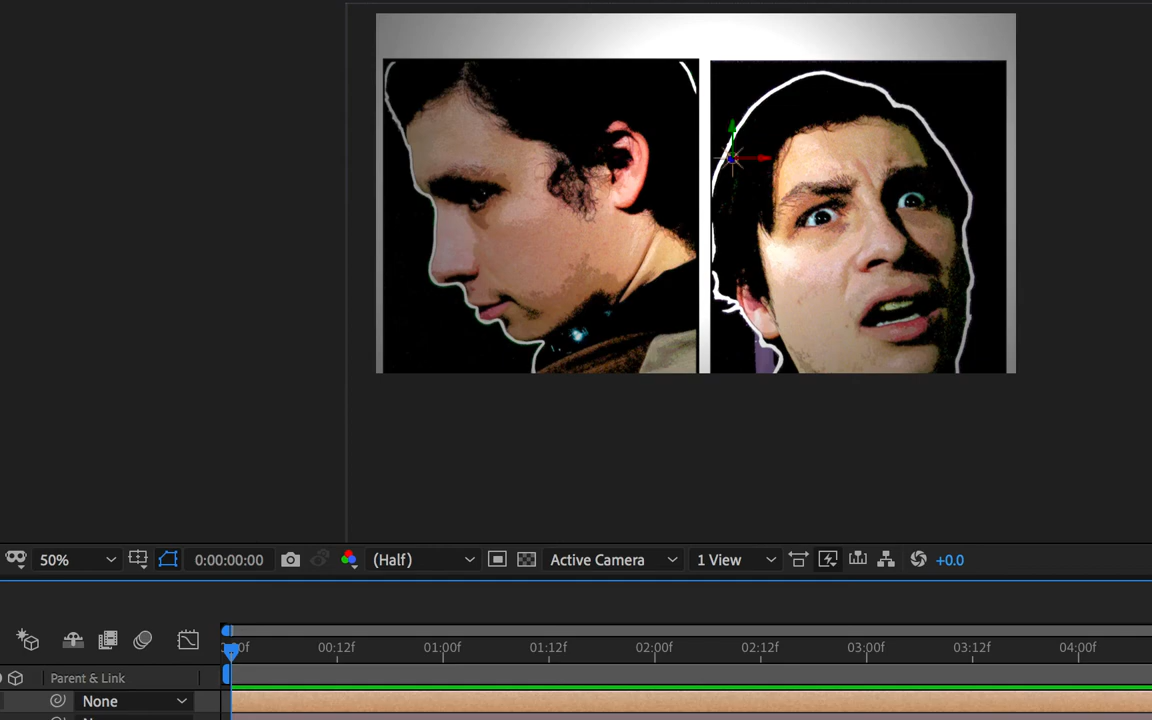 50%
0:00:00:00
(Half)
Active Camera
1 View
+0.0
00f
00:12f
01:00f
01:12f
02:00f
02:12f
03:00f
03:12f
04:00f
Parent & Link
None